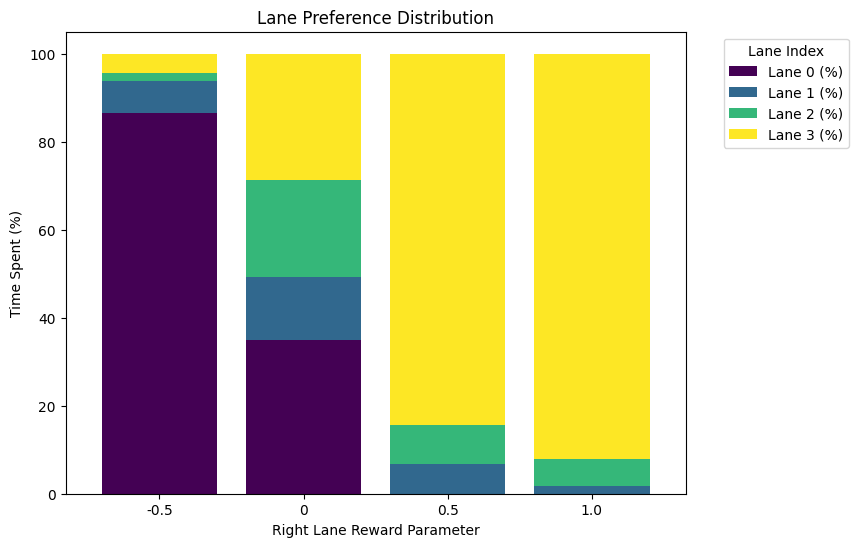 Lane Preference Distribution
Lane Index
Lane 0 (%)
Lane 1 (%)
Lane 2 (%)
Lane 3 (%)
Time Spent (%)
100
80
60
40
20
0
-0.5 0 0.5 1.0
Right Lane Reward Parameter